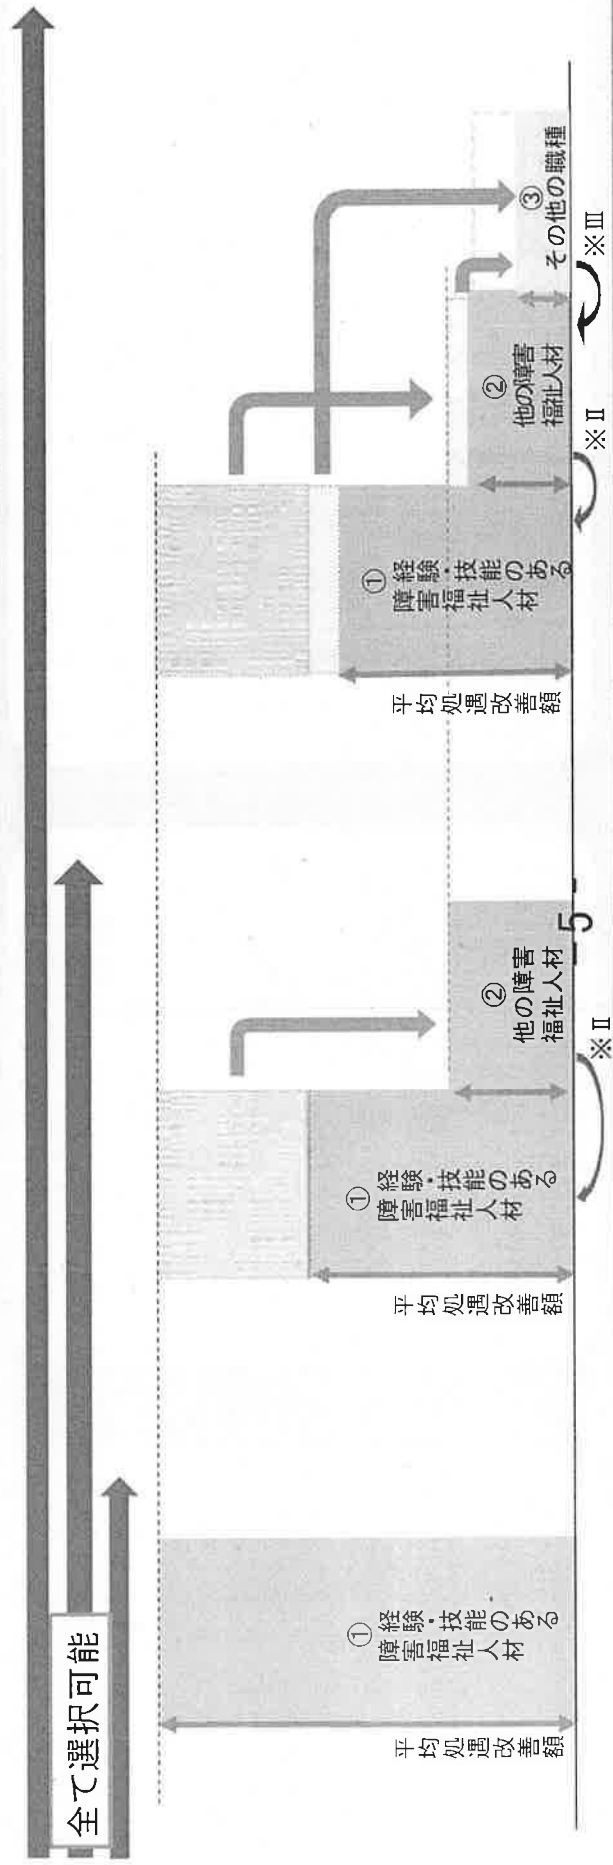 全て選択可能
平均処遇改善額
①
経験・技能のある
障害福祉人材
平均処遇改善額
①
経験・技能のある
障害福祉人材
②
他の障害
福祉人材
※Ⅱ
平均処遇改善額
①
経験・技能のある
障害福祉人材
②
他の障害
福祉人材
③
その他の職種
※Ⅱ
※Ⅲ
- 5 -